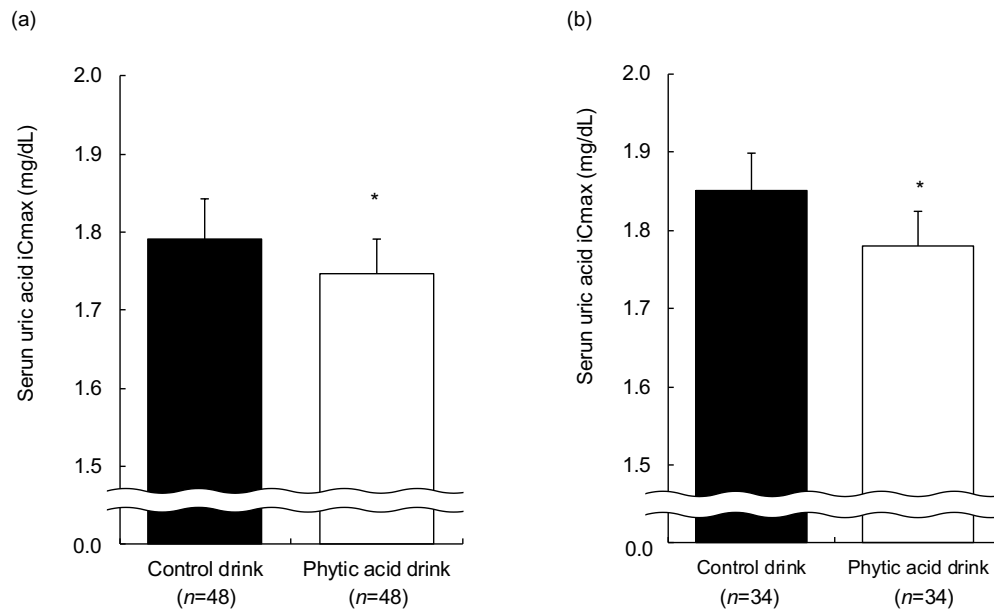 (a)
Serun uric acid iCmax (mg/dL)
2.0
1.9
1.8
1.7
1.6
1.5
0.0
*
Control drink
(n=48)
Phytic acid drink
(n=48)
(b)
Serun uric acid iCmax (mg/dL)
2.0
1.9
1.8
1.7
1.6
1.5
0.0
*
Control drink
(n=34)
Phytic acid drink
(n=34)